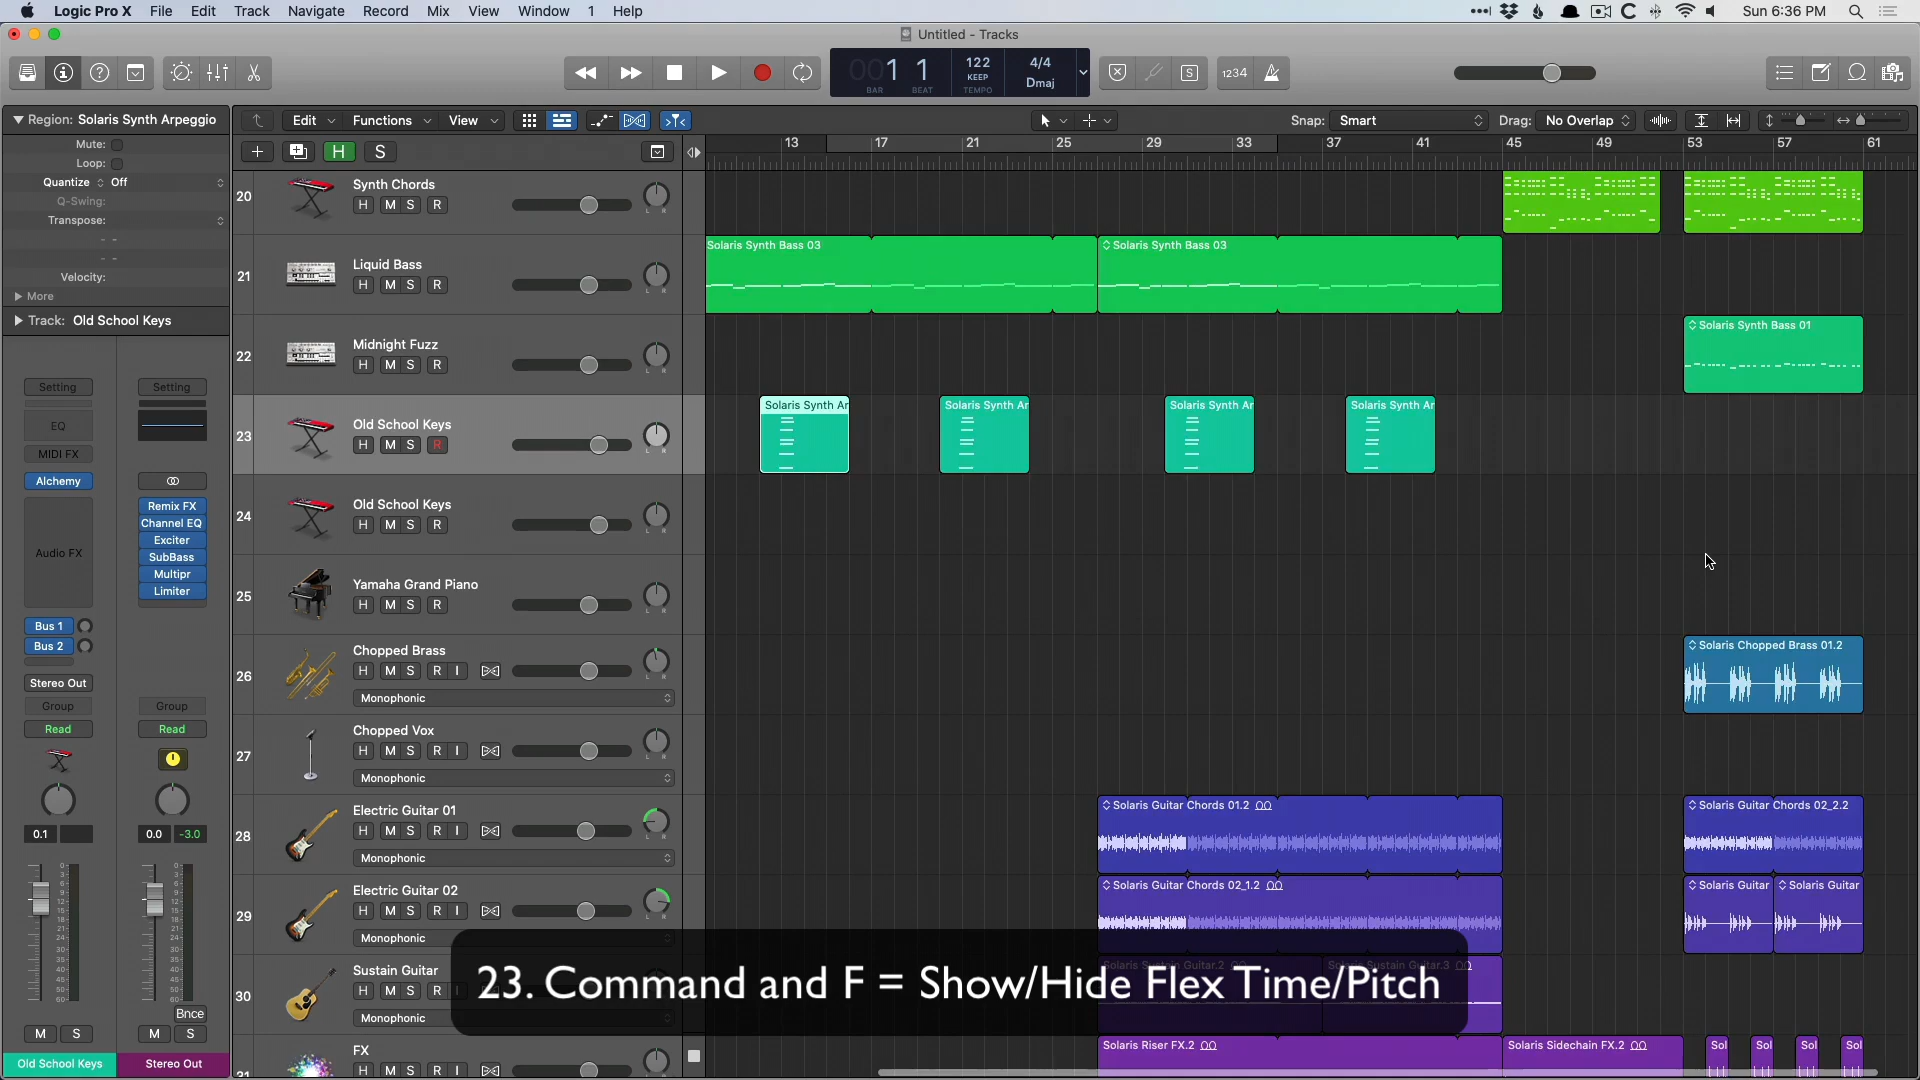 Logic Pro X File Edit Track Navigate Record Mix View Window 1 Help
Sun 6:36 PM
Untitled - Tracks
001 1
BAR BEAT
122
KEEP
TEMPO
4/4
Dmaj
S
1234
Region: Solaris Synth Arpeggio
Mute:
Loop:
Quantize Off
Q-Swing:
Transpose:
Velocity:
More
Track: Old School Keys
Edit Functions View
Snap: Smart
Drag: No Overlap
H S
13 17 21 25 29 33 37 41 45 49 53 57 61
20
Synth Chords
H M S R
L R
21
Liquid Bass
H M S R
L R
Solaris Synth Bass 03
Solaris Synth Bass 03
22
Midnight Fuzz
H M S R
L R
Solaris Synth Bass 01
23
Old School Keys
H M S R
L R
Solaris Synth Ar
Solaris Synth Ar
Solaris Synth Ar
Solaris Synth Ar
24
Old School Keys
H M S R
L R
25
Yamaha Grand Piano
H M S R
L R
26
Chopped Brass
H M S R I
L R
Monophonic
Solaris Chopped Brass 01.2
27
Chopped Vox
H M S R I
L R
Monophonic
28
Electric Guitar 01
H M S R I
L R
Monophonic
Solaris Guitar Chords 01.2
Solaris Guitar Chords 02_2.2
29
Electric Guitar 02
H M S R I
L R
Monophonic
Solaris Guitar Chords 02_1.2
Solaris Guitar
Solaris Guitar
30
Sustain Guitar
H M S R I
Monophonic
Solaris Sustain Guitar.2
Sustain Guitar.3
31
FX
H M S R I
L R
Solaris Riser FX.2
Solaris Sidechain FX.2
Sol Sol Sol Sol
Setting Setting
EQ
MIDI FX
Alchemy
Audio FX
Remix FX
Channel EQ
Exciter
SubBass
Multipr
Limiter
Bus 1
Bus 2
Stereo Out
Group Group
Read Read
0.1
0.0 -3.0
Bnce
M S M S
Old School Keys Stereo Out
23. Command and F = Show/Hide Flex Time/Pitch